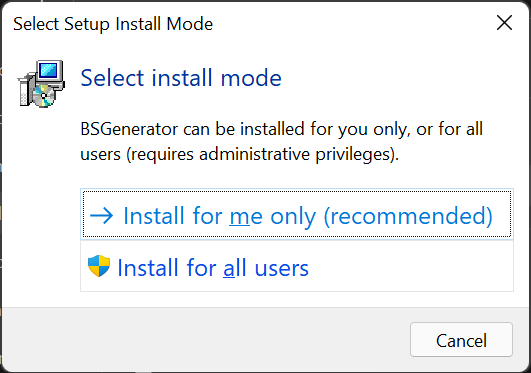 Select Setup Install Mode
Select install mode
BSGenerator can be installed for you only, or for all
users (requires administrative privileges).
Install for me only (recommended)
Install for all users
Cancel